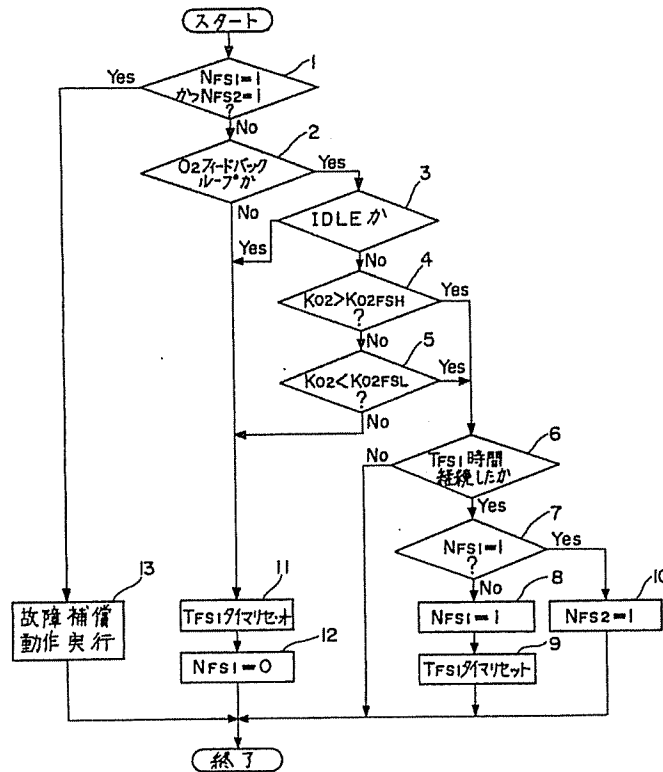 スタート
1
NFS1=1
かつNFS2=1
?
Yes
No
2
O2フィードバック
ループか
Yes
No
3
IDLEか
Yes
No
4
KO2>KO2FSH
?
Yes
No
5
KO2<KO2FSL
?
Yes
No
6
TFS1時間
継続したか
No
Yes
7
NFS1=1
?
Yes
No
13
故障補償
動作実行
11
TFS1タイマリセット
8
NFS1=1
10
NFS2=1
12
NFS1=0
9
TFS1タイマリセット
終了